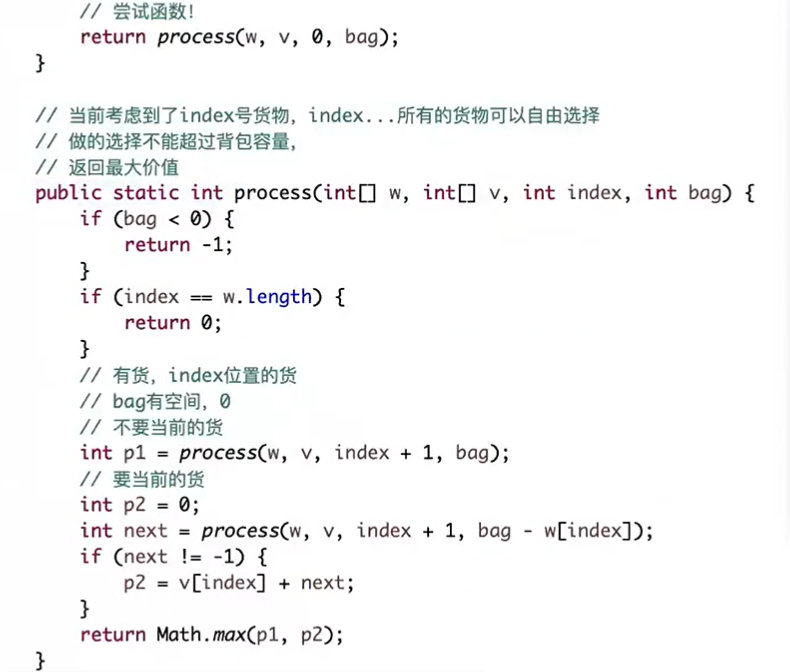 // 尝试函数!
return process(w, v, 0, bag);
}
// 当前考虑到了index号货物, index...所有的货物可以自由选择
// 做的选择不能超过背包容量,
// 返回最大价值
public static int process(int[] w, int[] v, int index, int bag) {
if (bag < 0) {
return -1;
}
if (index == w.length) {
return 0;
}
// 有货, index位置的货
// bag有空间, 0
// 不要当前的货
int p1 = process(w, v, index + 1, bag);
// 要当前的货
int p2 = 0;
int next = process(w, v, index + 1, bag - w[index]);
if (next != -1) {
p2 = v[index] + next;
}
return Math.max(p1, p2);
}